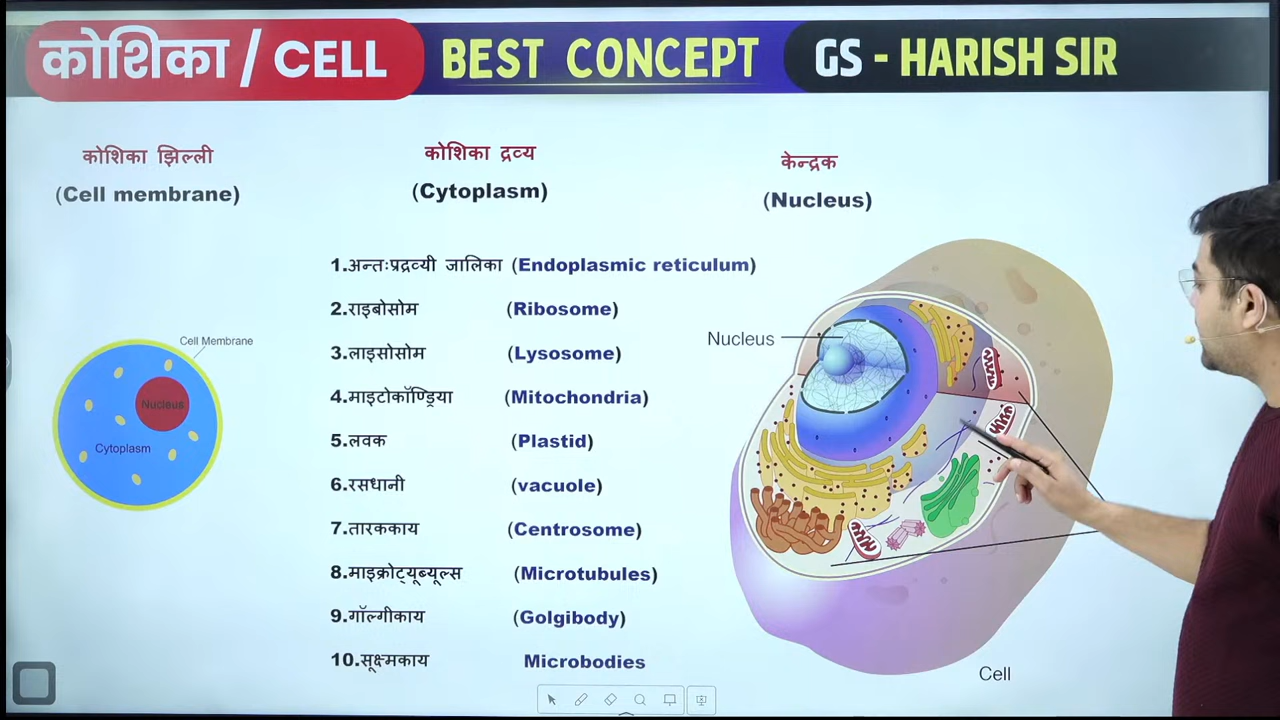 कोशिका / CELL BEST CONCEPT GS - HARISH SIR
कोशिका झिल्ली
(Cell membrane)
कोशिका द्रव्य
(Cytoplasm)
केन्द्रक
(Nucleus)
1.अन्तःप्रद्रव्यी जालिका (Endoplasmic reticulum)
2.राइबोसोम (Ribosome)
3.लाइसोसोम (Lysosome)
4.माइटोकॉण्ड्रिया (Mitochondria)
5.लवक (Plastid)
6.रसधानी (vacuole)
7.तारककाय (Centrosome)
8.माइक्रोट्यूब्यूल्स (Microtubules)
9.गॉल्गीकाय (Golgibody)
10.सूक्ष्मकाय Microbodies
Cell Membrane
Nucleus
Cytoplasm
Nucleus
Cell